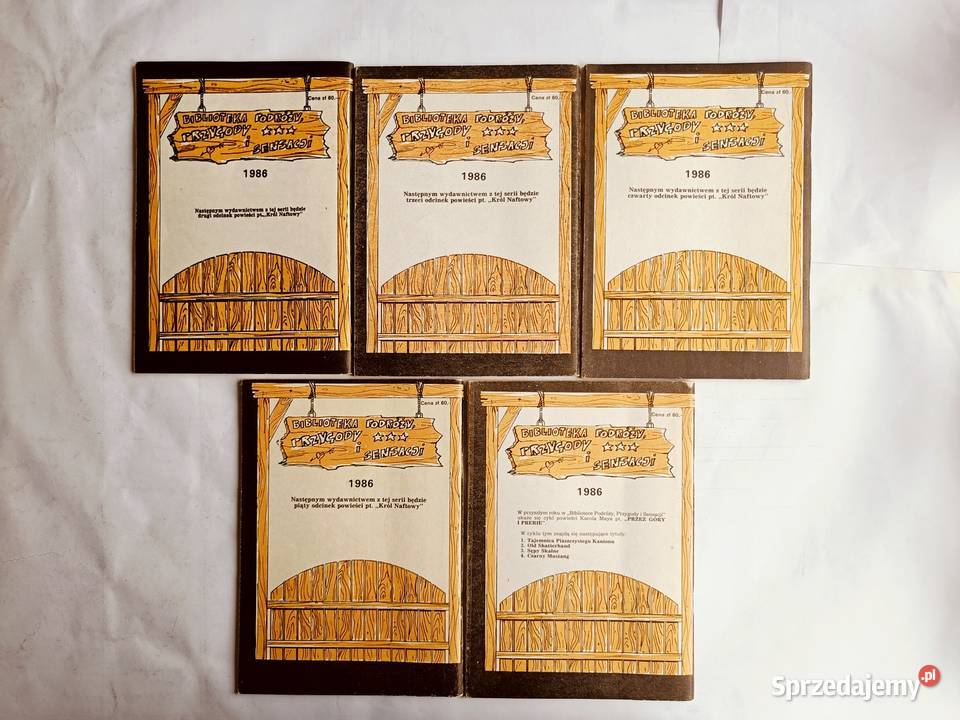 Cena zł 60,-
BIBLIOTEKA PODRÓŻY,
PRZYGODY
i SENSACJI
1986
Następnym wydawnictwem z tej serii będzie
drugi odcinek powieści pt. „Król Naftowy"
Cena zł 60,-
BIBLIOTEKA PODRÓŻY,
PRZYGODY
i SENSACJI
1986
Następnym wydawnictwem z tej serii będzie
trzeci odcinek powieści pt. „Król Naftowy"
Cena zł 60,-
BIBLIOTEKA PODRÓŻY,
PRZYGODY
i SENSACJI
1986
Następnym wydawnictwem z tej serii będzie
czwarty odcinek powieści pt. „Król Naftowy"
Cena zł 60,-
BIBLIOTEKA PODRÓŻY,
PRZYGODY
i SENSACJI
1986
Następnym wydawnictwem z tej serii będzie
piąty odcinek powieści pt. „Król Naftowy"
Cena zł 60,-
BIBLIOTEKA PODRÓŻY,
PRZYGODY
i SENSACJI
1986
W przyszłym roku w „Bibliotece Podróży, Przygody i Sensacji"
ukaże się cykl powieści Karola Maya pt. „PRZEZ GÓRY
I PRERIE".
W cyklu tym znajdą się następujące tytuły:
1. Tajemnica Piaszczystego Kanionu
2. Old Shatterhand
3. Sępy Skalne
4. Czarny Mustang
Sprzedajemy.pl